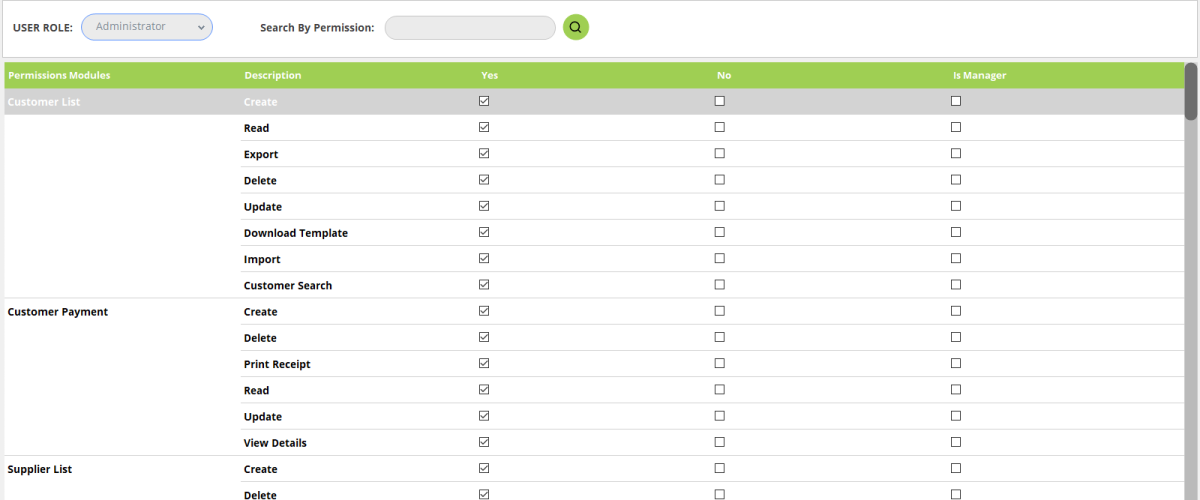 USER ROLE: Administrator Search By Permission:
Permissions Modules Description Yes No Is Manager
Customer List Create
Read
Export
Delete
Update
Download Template
Import
Customer Search
Customer Payment Create
Delete
Print Receipt
Read
Update
View Details
Supplier List Create
Delete